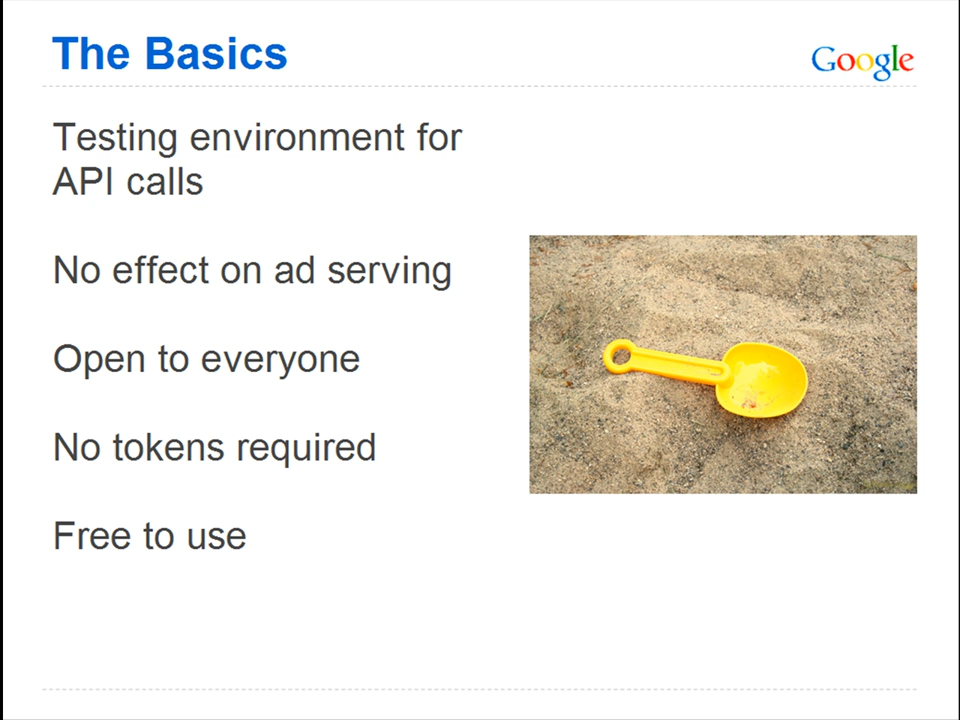 The Basics
Google
Testing environment for
API calls
No effect on ad serving
Open to everyone
No tokens required
Free to use